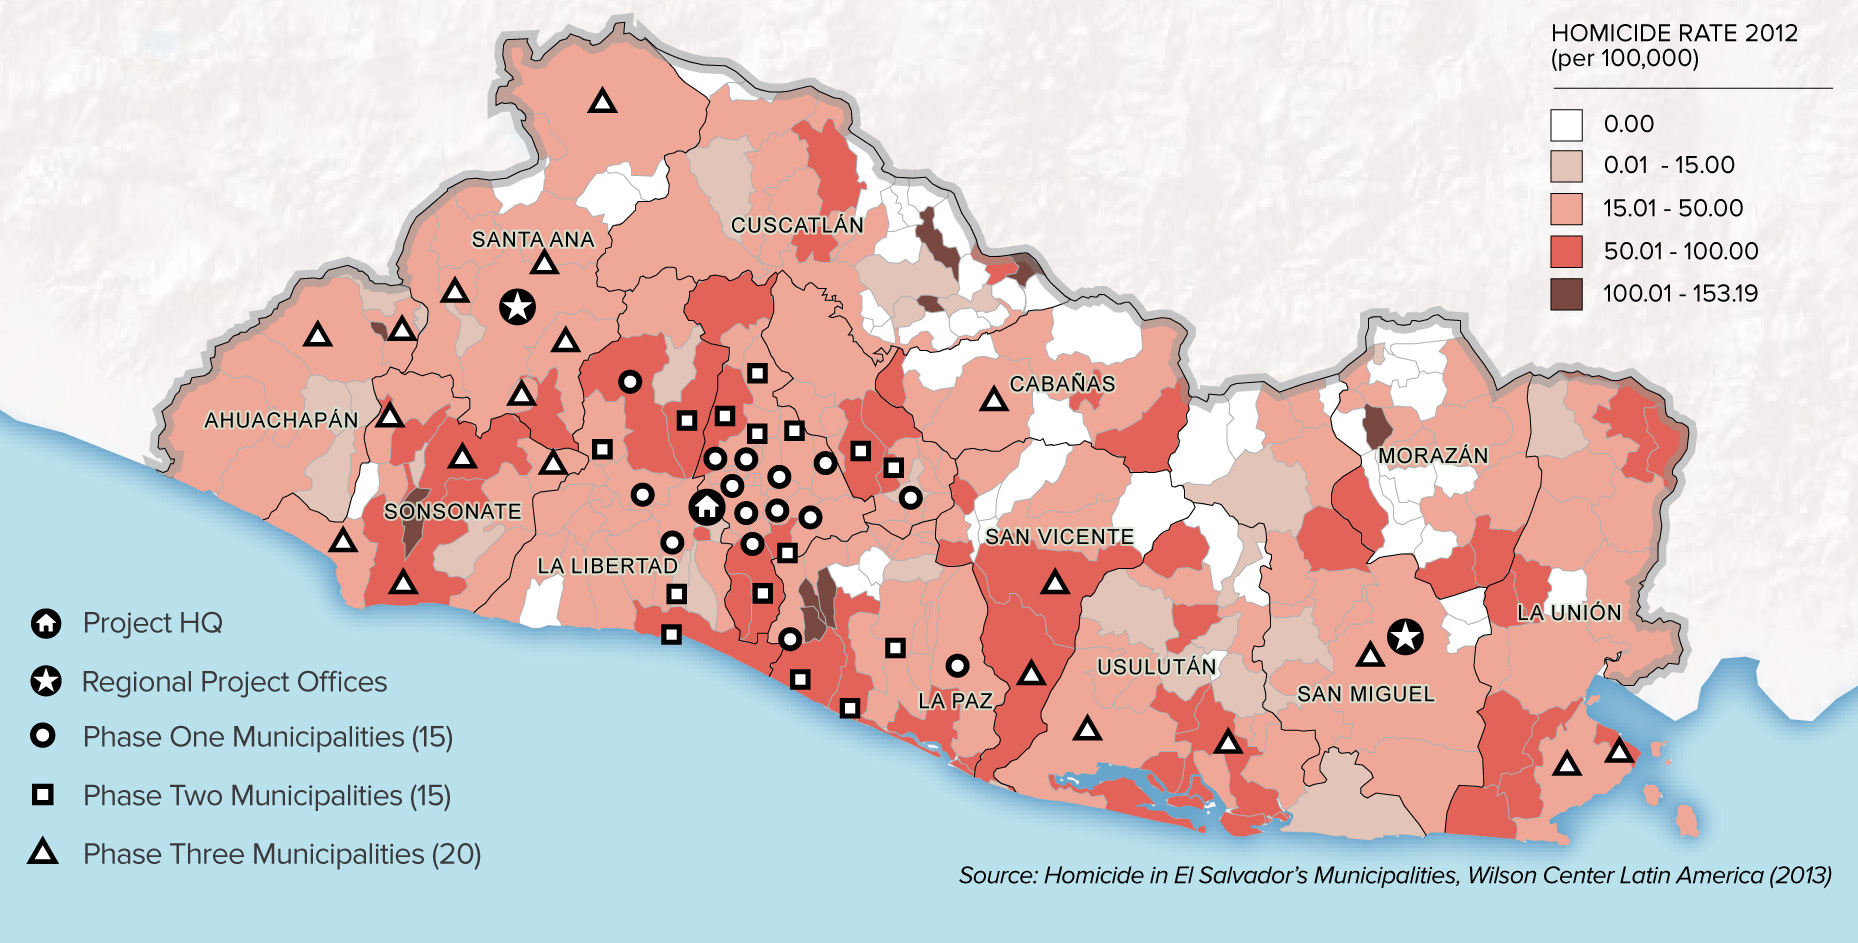 HOMICIDE RATE 2012
(per 100,000)
0.00
0.01 - 15.00
15.01 - 50.00
50.01 - 100.00
100.01 - 153.19
CUSCATLÁN
SANTA ANA
CABAÑAS
AHUACHAPÁN
MORAZÁN
SONSONATE
SAN VICENTE
LA LIBERTAD
LA UNIÓN
USULUTÁN
SAN MIGUEL
LA PAZ
Project HQ
Regional Project Offices
Phase One Municipalities (15)
Phase Two Municipalities (15)
Phase Three Municipalities (20)
Source: Homicide in El Salvador's Municipalities, Wilson Center Latin America (2013)